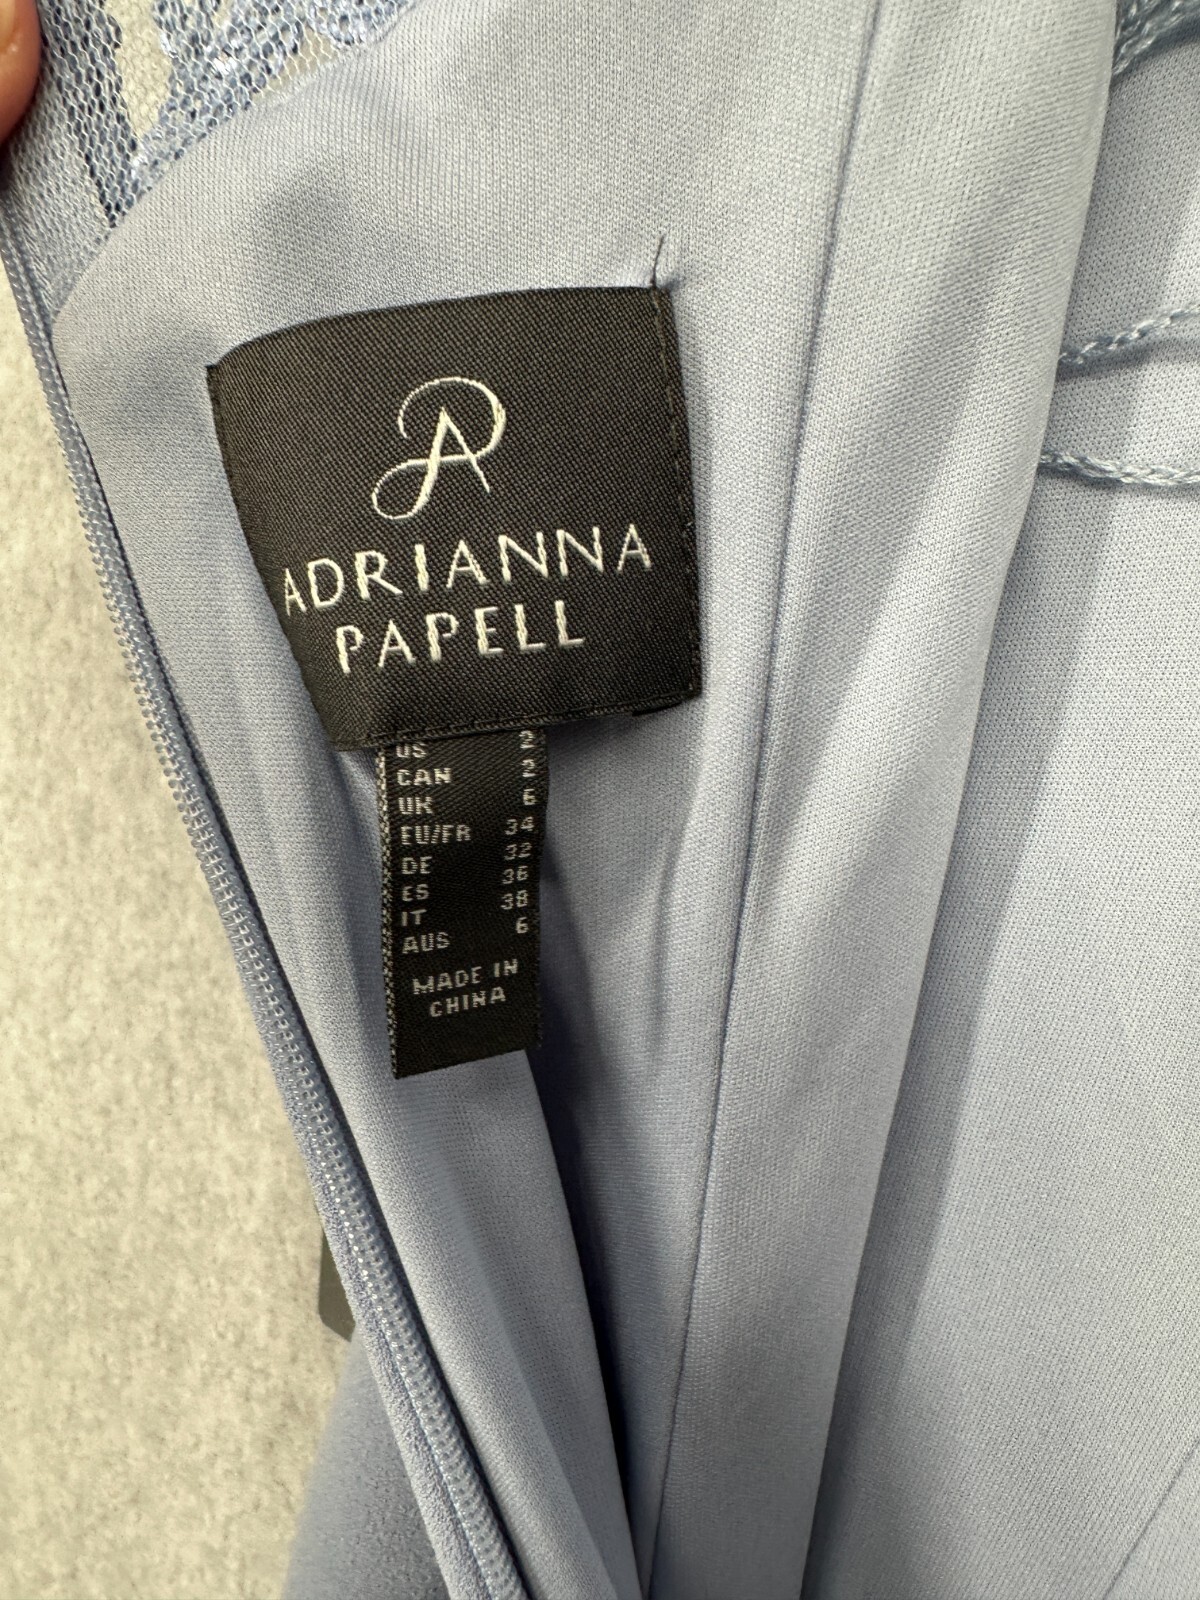 AP
ADRIANNA
PAPELL
US 2
CAN 2
UK 6
EU/FR 34
DE 32
ES 36
IT 38
AUS 6
MADE IN
CHINA